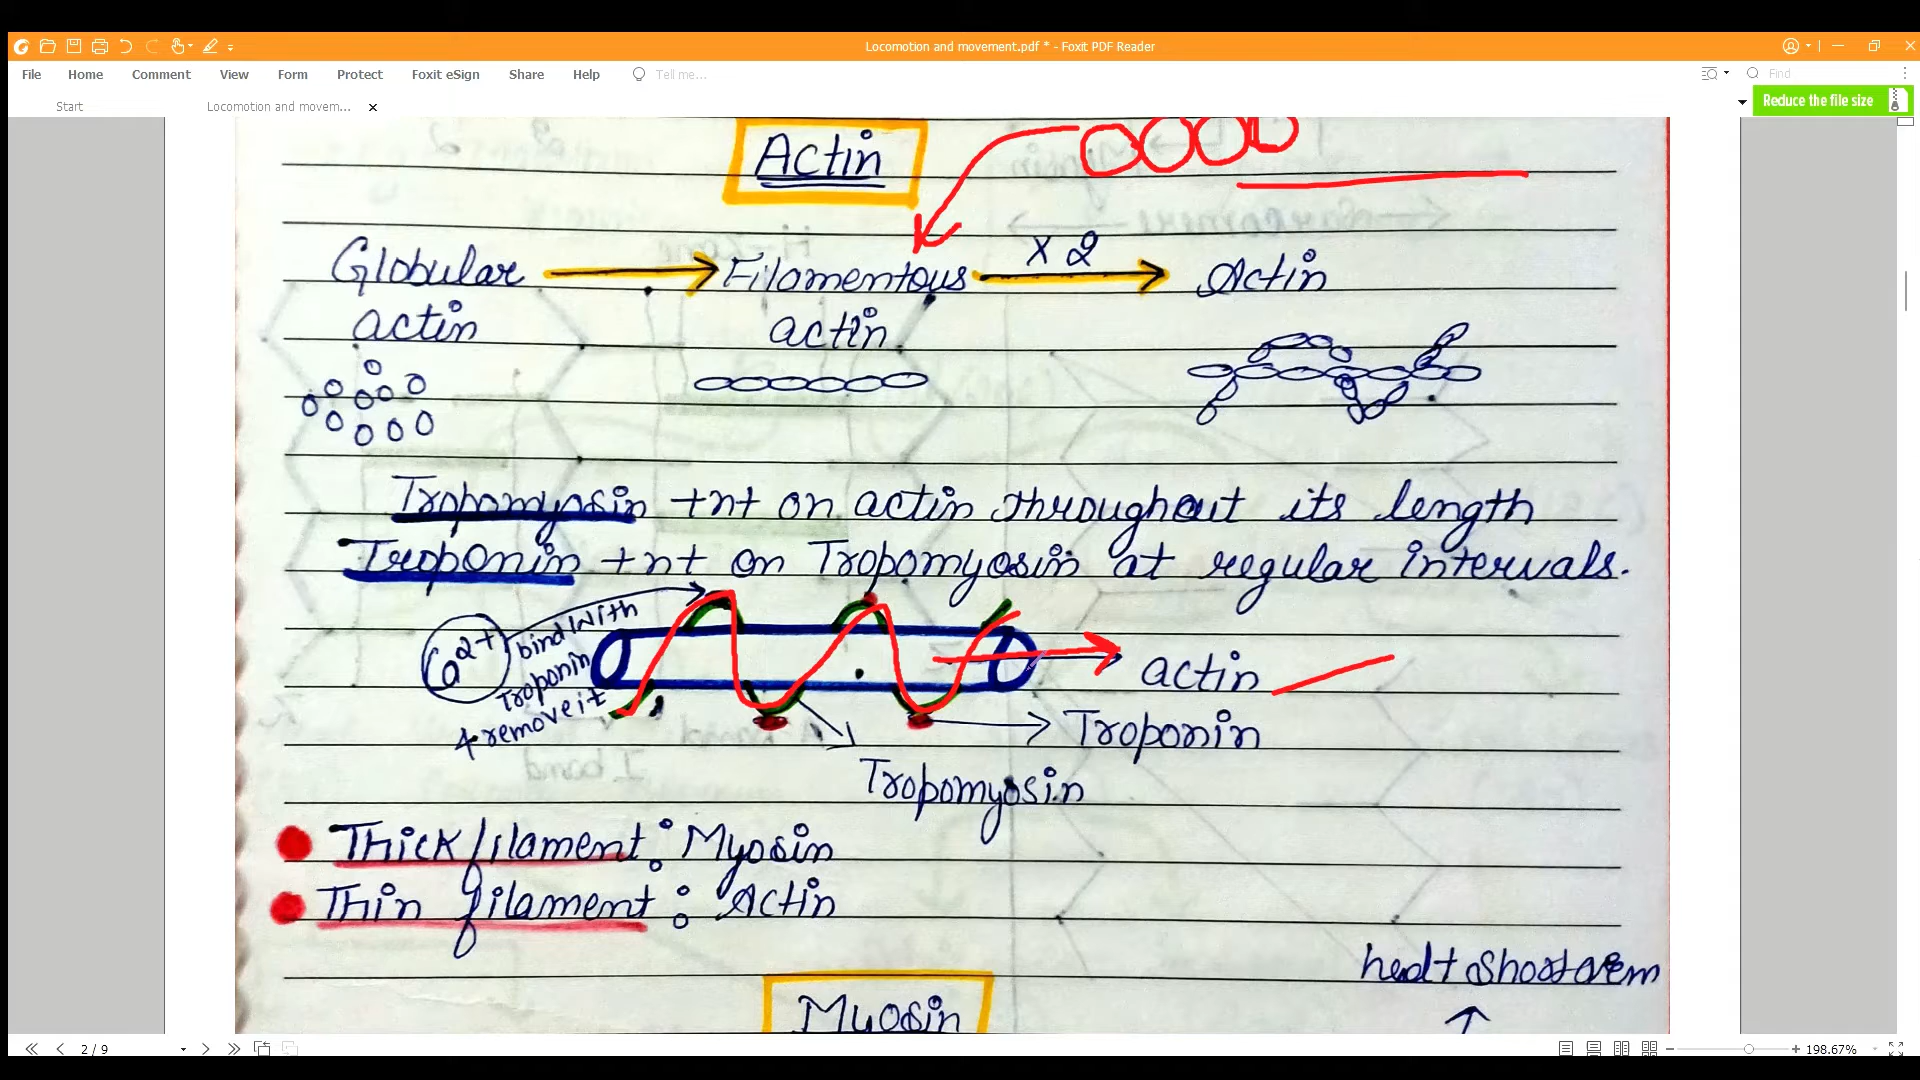 Locomotion and movement.pdf * - Foxit PDF Reader
File Home Comment View Form Protect Foxit eSign Share Help Tell me... Find
Start Locomotion and movem... Reduce the file size
Actin
Globular Filamentous x 2 Actin
actin actin
Tropomyosin +nt on actin throughout its length
Troponin +nt on Tropomyosin at regular intervals.
Ca2+ bind with
Troponin
& remove it
actin
Troponin
Tropomyosin
Thick filament : Myosin
Thin filament : Actin
head + Short arm
Myosin
2 / 9 198.67%